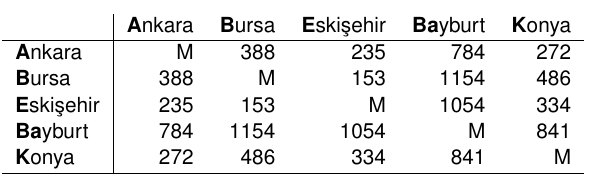 Ankara Bursa Eskişehir Bayburt Konya
Ankara M 388 235 784 272
Bursa 388 M 153 1154 486
Eskişehir 235 153 M 1054 334
Bayburt 784 1154 1054 M 841
Konya 272 486 334 841 M